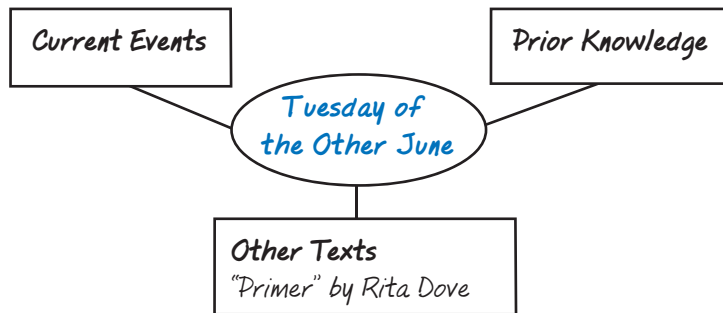 Current Events
Prior Knowledge
Tuesday of
the Other June
Other Texts
“Primer” by Rita Dove